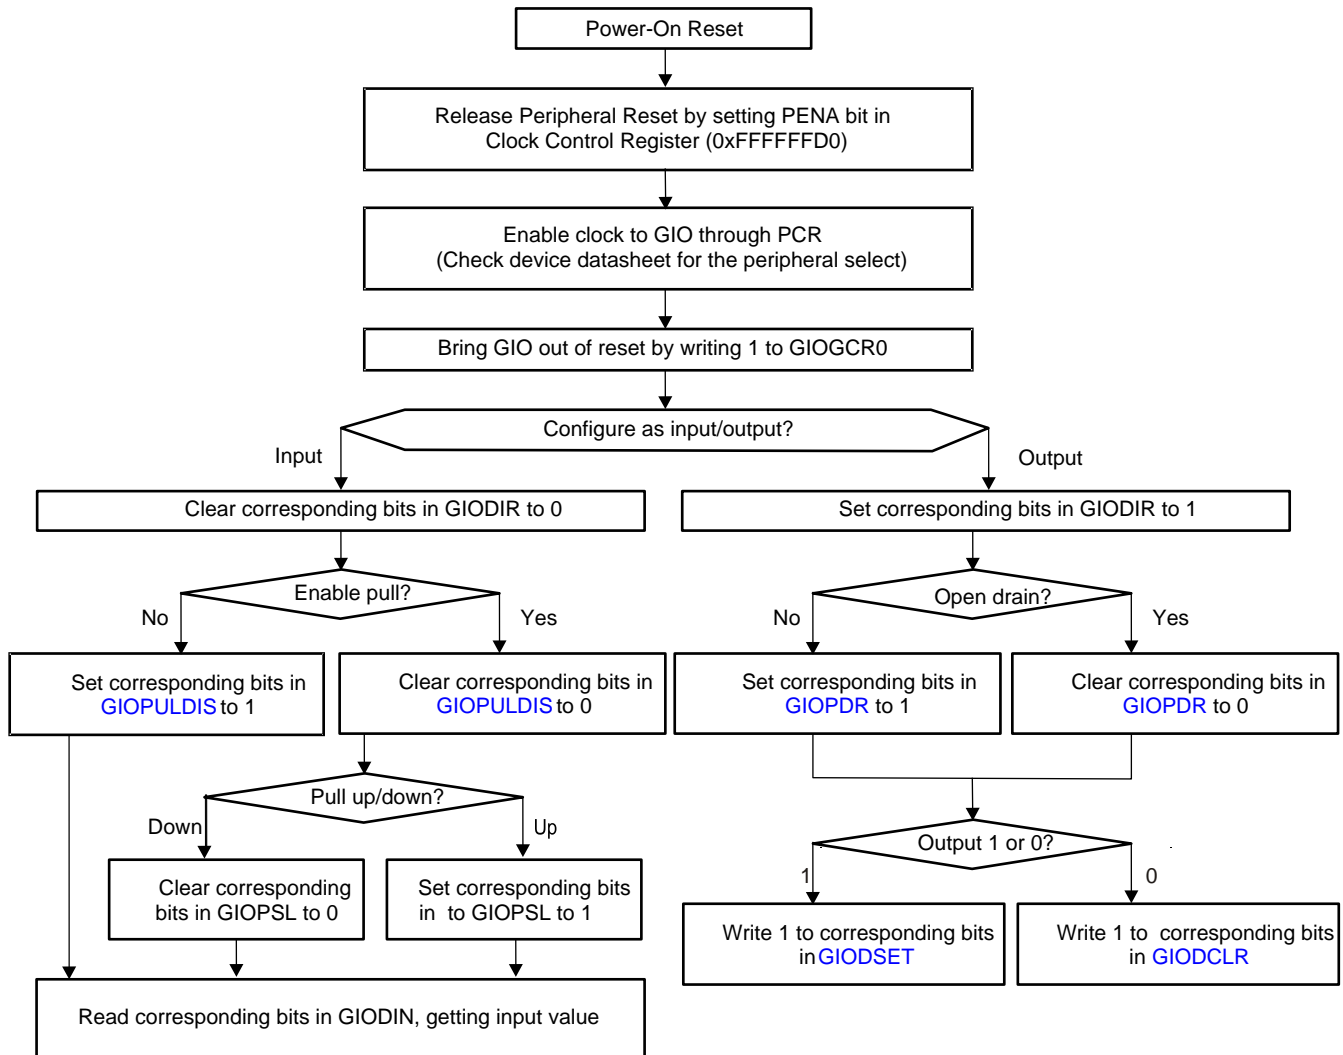 Power-On Reset
Release Peripheral Reset by setting PENA bit in
Clock Control Register (0xFFFFFFD0)
Enable clock to GIO through PCR
(Check device datasheet for the peripheral select)
Bring GIO out of reset by writing 1 to GIOGCR0
Configure as input/output?
Input
Output
Clear corresponding bits in GIODIR to 0
Set corresponding bits in GIODIR to 1
Enable pull?
Open drain?
No
Yes
No
Yes
Set corresponding bits in
GIOPULDIS to 1
Clear corresponding bits in
GIOPULDIS to 0
Set corresponding bits in
GIOPDR to 1
Clear corresponding bits in
GIOPDR to 0
Pull up/down?
Down
Up
Output 1 or 0?
1
0
Clear corresponding
bits in GIOPSL to 0
Set corresponding bits
in to GIOPSL to 1
Write 1 to corresponding bits
in GIODSET
Write 1 to corresponding bits
in GIODCLR
Read corresponding bits in GIODIN, getting input value